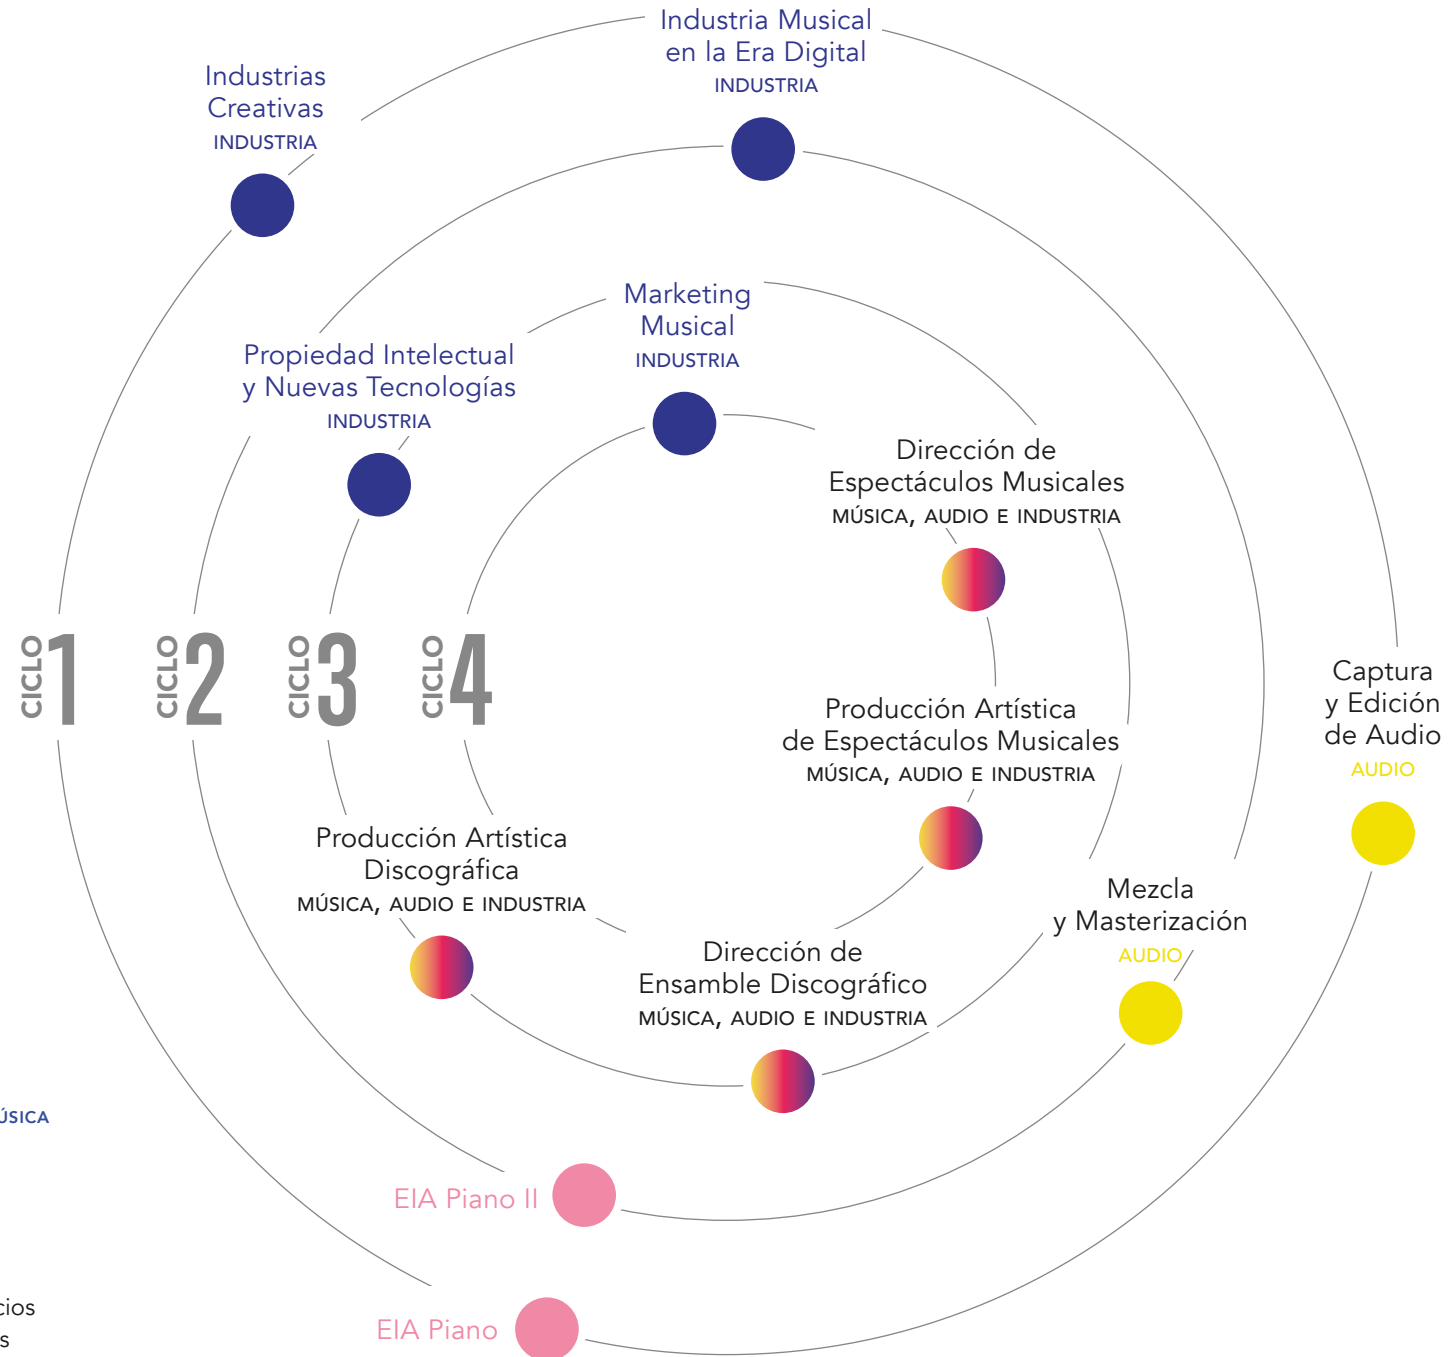 Industria Musical
en la Era Digital
INDUSTRIA
Industrias
Creativas
INDUSTRIA
Marketing
Musical
INDUSTRIA
Propiedad Intelectual
y Nuevas Tecnologías
INDUSTRIA
Dirección de
Espectáculos Musicales
MÚSICA, AUDIO E INDUSTRIA
CICLO 1
CICLO 2
CICLO 3
CICLO 4
Captura
y Edición
de Audio
AUDIO
Producción Artística
de Espectáculos Musicales
MÚSICA, AUDIO E INDUSTRIA
Producción Artística
Discográfica
MÚSICA, AUDIO E INDUSTRIA
Mezcla
y Masterización
AUDIO
Dirección de
Ensamble Discográfico
MÚSICA, AUDIO E INDUSTRIA
EIA Piano II
EIA Piano